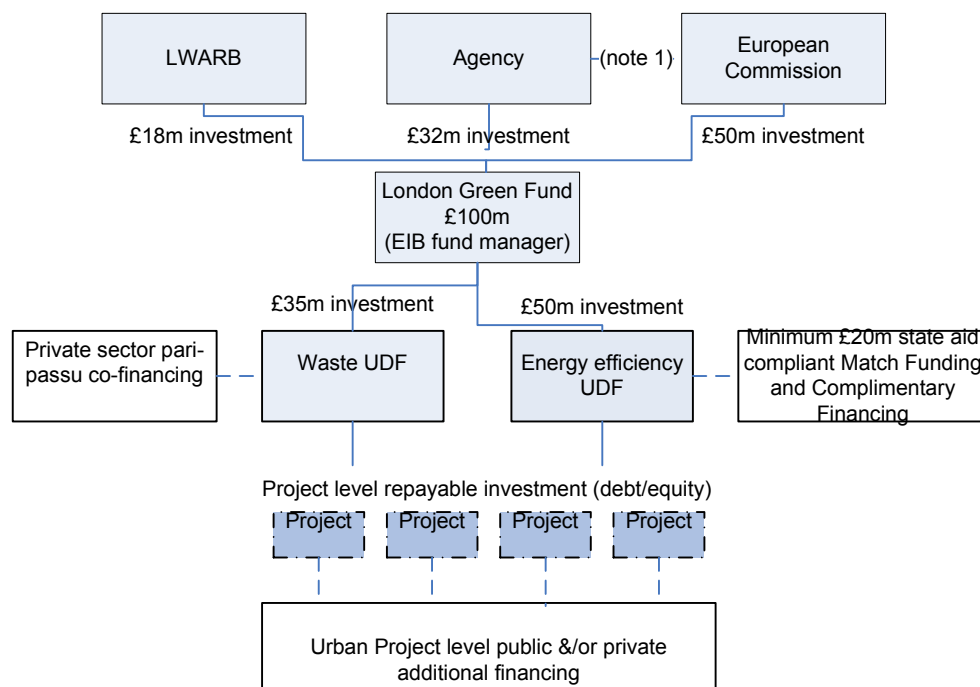 LWARB
Agency
(note 1)
European
Commission
£18m investment
£32m investment
£50m investment
London Green Fund
£100m
(EIB fund manager)
£35m investment
£50m investment
Private sector pari-
passu co-financing
Waste UDF
Energy efficiency
UDF
Minimum £20m state aid
compliant Match Funding
and Complimentary
Financing
Project level repayable investment (debt/equity)
Project
Project
Project
Project
Urban Project level public &/or private
additional financing